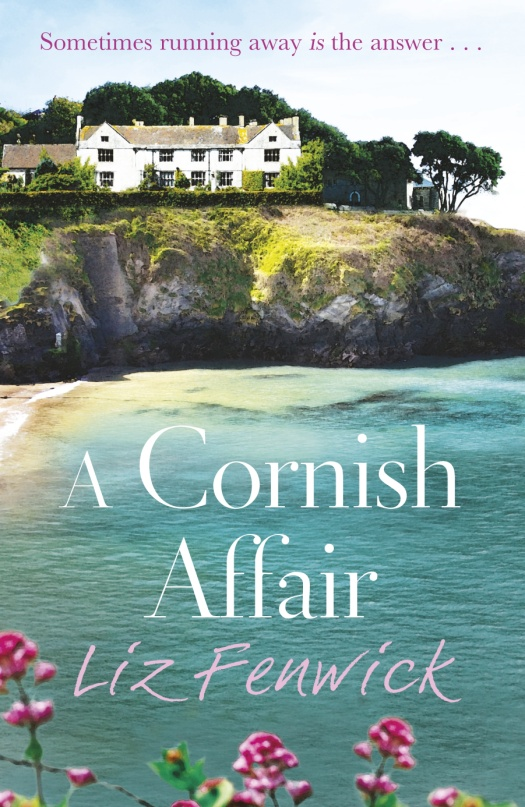 Sometimes running away is the answer . . .
A Cornish
Affair
Liz Fenwick